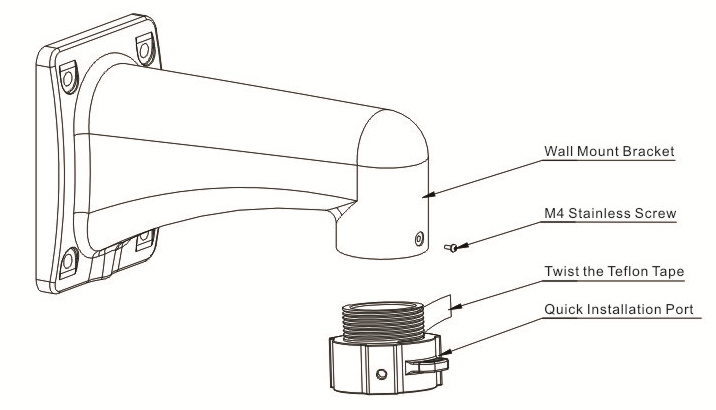 Wall Mount Bracket
M4 Stainless Screw
Twist the Teflon Tape
Quick Installation Port